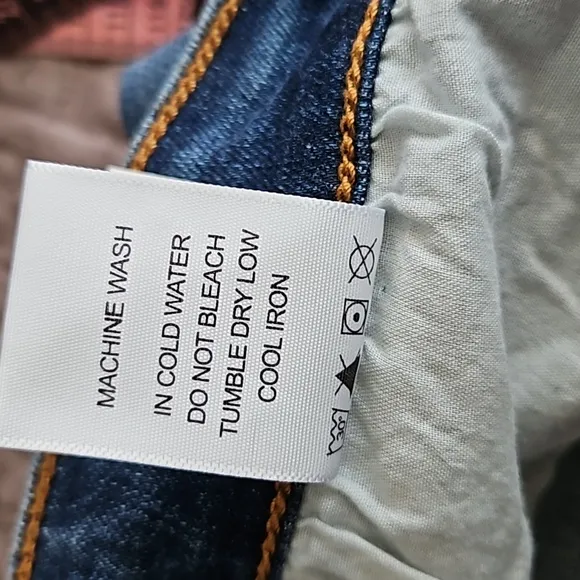 MACHINE WASH
IN COLD WATER
DO NOT BLEACH
TUMBLE DRY LOW
COOL IRON
30°